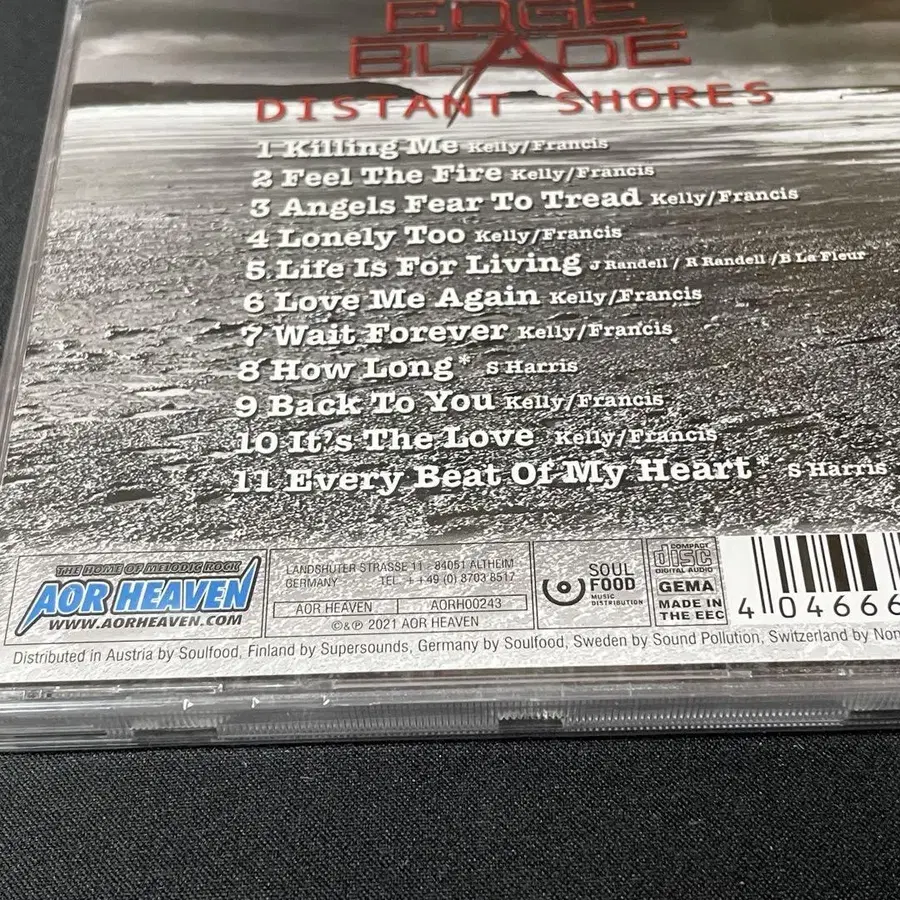 EDGE
BLADE
DISTANT SHORES
1 Killing Me Kelly/Francis
2 Feel The Fire Kelly/Francis
3 Angels Fear To Tread Kelly/Francis
4 Lonely Too Kelly/Francis
5 Life Is For Living J Randell / R Randell /B La Fleur
6 Love Me Again Kelly/Francis
7 Wait Forever Kelly/Francis
8 How Long* S Harris
9 Back To You Kelly/Francis
10 It's The Love Kelly/Francis
11 Every Beat Of My Heart* S Harris
THE HOME OF MELODIC ROCK
AOR HEAVEN
WWW.AORHEAVEN.COM
LANDSHUTER STRASSE 11 · 84051 ALTHEIM
GERMANY TEL. ++49 (0) 8703 8517
AOR HEAVEN AORH00243
©&℗ 2021 AOR HEAVEN
SOUL
FOOD
MUSIC
DISTRIBUTION
COMPACT
disc
DIGITAL AUDIO
GEMA
MADE IN
THE EEC
4 04666
Distributed in Austria by Soulfood, Finland by Supersounds, Germany by Soulfood, Sweden by Sound Pollution, Switzerland by